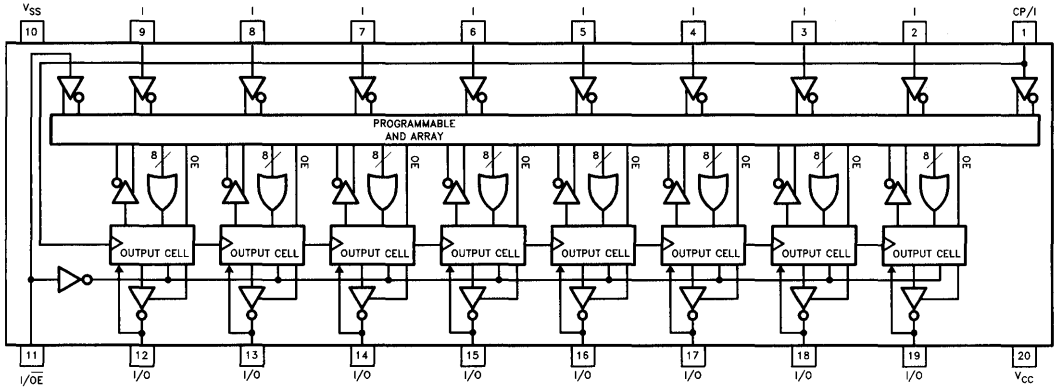 VSS I I I I I I I I CP/I
10 9 8 7 6 5 4 3 2 1
PROGRAMMABLE
AND ARRAY
8 OE 8 OE 8 OE 8 OE 8 OE 8 OE 8 OE 8 OE
OUTPUT CELL OUTPUT CELL OUTPUT CELL OUTPUT CELL OUTPUT CELL OUTPUT CELL OUTPUT CELL OUTPUT CELL
11 12 13 14 15 16 17 18 19 20
I/O̅E̅ I/O I/O I/O I/O I/O I/O I/O I/O VCC